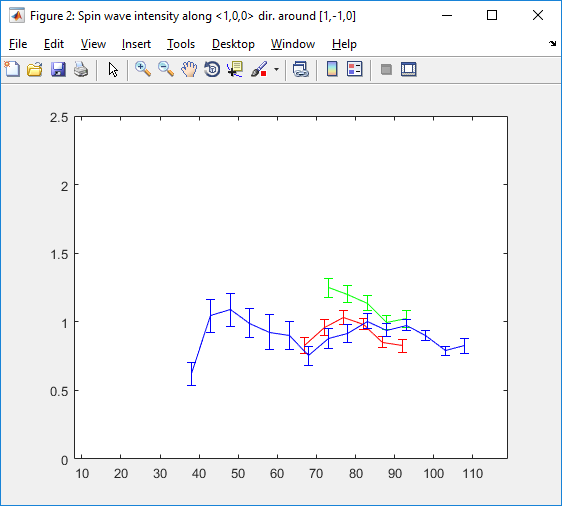 Figure 2: Spin wave intensity along <1,0,0> dir. around [1,-1,0]
File Edit View Insert Tools Desktop Window Help
2.5
2
1.5
1
0.5
0
10 20 30 40 50 60 70 80 90 100 110